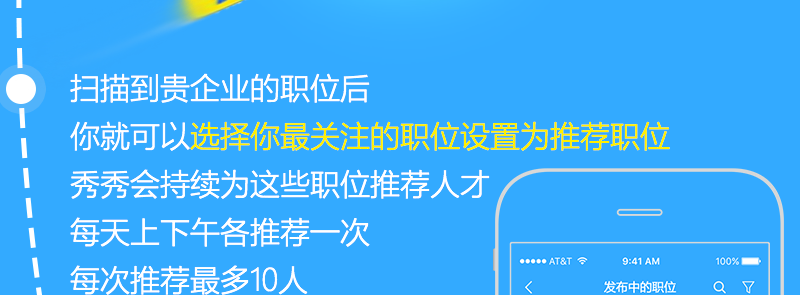 扫描到贵企业的职位后
你就可以选择你最关注的职位设置为推荐职位
秀秀会持续为这些职位推荐人才
每天上下午各推荐一次
每次推荐最多10人
AT&T 9:41 AM 100%
发布中的职位